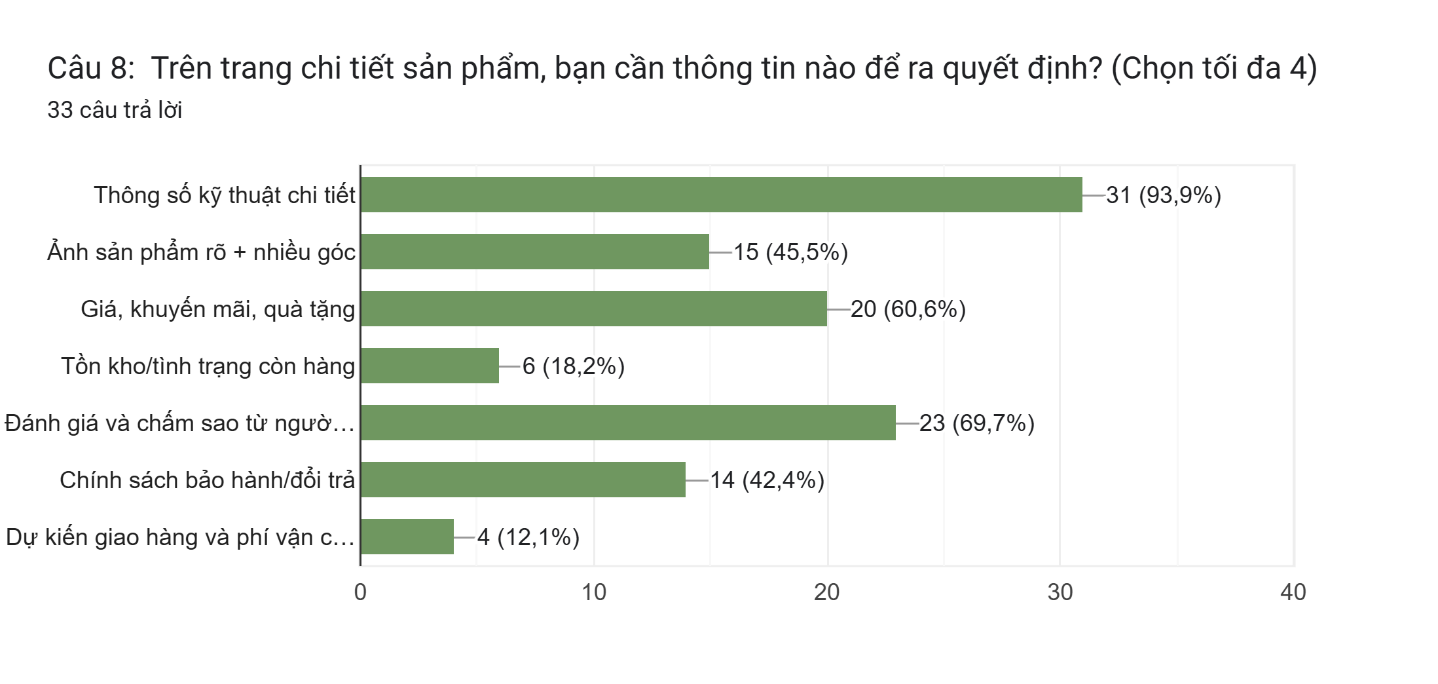 Câu 8:  Trên trang chi tiết sản phẩm, bạn cần thông tin nào để ra quyết định? (Chọn tối đa 4)
33 câu trả lời
Thông số kỹ thuật chi tiết 31 (93,9%)
Ảnh sản phẩm rõ + nhiều góc 15 (45,5%)
Giá, khuyến mãi, quà tặng 20 (60,6%)
Tồn kho/tình trạng còn hàng 6 (18,2%)
Đánh giá và chấm sao từ ngườ… 23 (69,7%)
Chính sách bảo hành/đổi trả 14 (42,4%)
Dự kiến giao hàng và phí vận c… 4 (12,1%)
0 10 20 30 40